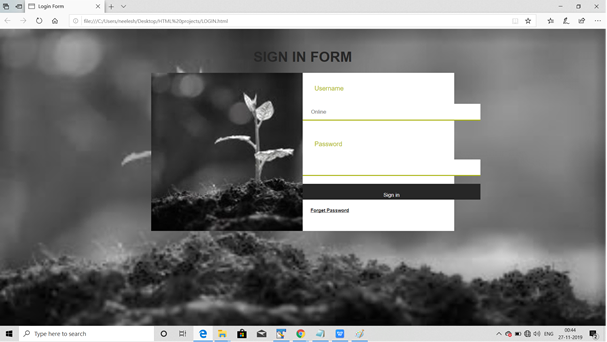 Login Form
file:///C:/Users/neelesh/Desktop/HTML%20projects/LOGIN.html
SIGN IN FORM
Username
Online
Password
Sign in
Forget Password
Type here to search
ENG
00:44
27-11-2019